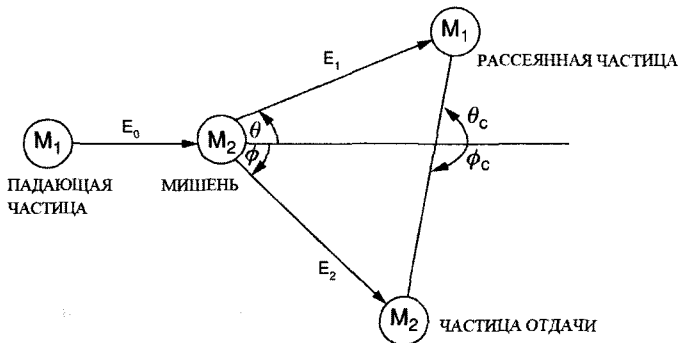 M₁
РАССЕЯННАЯ ЧАСТИЦА
E₁
E₀
M₁
M₂
θ
ϕ
θc
ϕc
ПАДАЮЩАЯ
ЧАСТИЦА
МИШЕНЬ
E₂
M₂
ЧАСТИЦА ОТДАЧИ